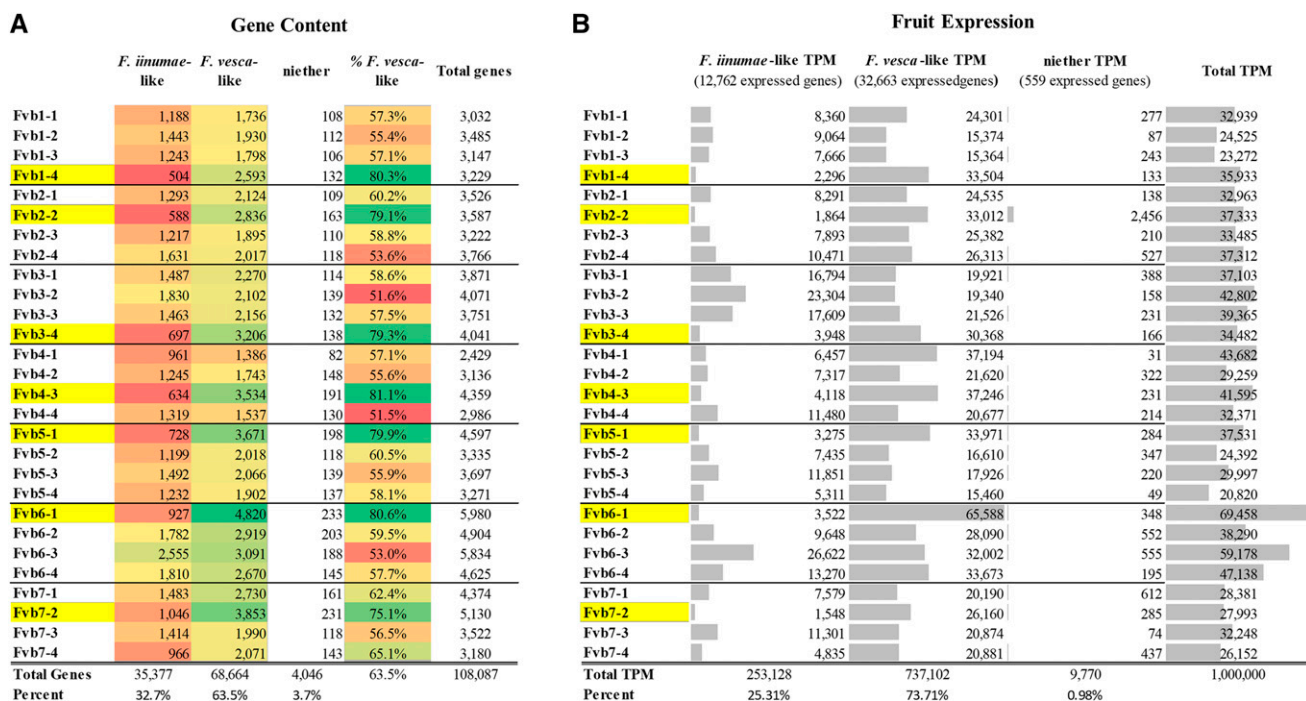 A Gene Content
F. iinumae-like F. vesca-like niether % F. vesca-like Total genes
Fvb1-1 1,188 1,736 108 57.3% 3,032
Fvb1-2 1,443 1,930 112 55.4% 3,485
Fvb1-3 1,243 1,798 106 57.1% 3,147
Fvb1-4 504 2,593 132 80.3% 3,229
Fvb2-1 1,293 2,124 109 60.2% 3,526
Fvb2-2 588 2,836 163 79.1% 3,587
Fvb2-3 1,217 1,895 110 58.8% 3,222
Fvb2-4 1,631 2,017 118 53.6% 3,766
Fvb3-1 1,487 2,270 114 58.6% 3,871
Fvb3-2 1,830 2,102 139 51.6% 4,071
Fvb3-3 1,463 2,156 132 57.5% 3,751
Fvb3-4 697 3,206 138 79.3% 4,041
Fvb4-1 961 1,386 82 57.1% 2,429
Fvb4-2 1,245 1,743 148 55.6% 3,136
Fvb4-3 634 3,534 191 81.1% 4,359
Fvb4-4 1,319 1,537 130 51.5% 2,986
Fvb5-1 728 3,671 198 79.9% 4,597
Fvb5-2 1,199 2,018 118 60.5% 3,335
Fvb5-3 1,492 2,066 139 55.9% 3,697
Fvb5-4 1,232 1,902 137 58.1% 3,271
Fvb6-1 927 4,820 233 80.6% 5,980
Fvb6-2 1,782 2,919 203 59.5% 4,904
Fvb6-3 2,555 3,091 188 53.0% 5,834
Fvb6-4 1,810 2,670 145 57.7% 4,625
Fvb7-1 1,483 2,730 161 62.4% 4,374
Fvb7-2 1,046 3,853 231 75.1% 5,130
Fvb7-3 1,414 1,990 118 56.5% 3,522
Fvb7-4 966 2,071 143 65.1% 3,180
Total Genes 35,377 68,664 4,046 63.5% 108,087
Percent 32.7% 63.5% 3.7%
B Fruit Expression
F. iinumae-like TPM F. vesca-like TPM niether TPM Total TPM
(12,762 expressed genes) (32,663 expressedgenes) (559 expressed genes)
Fvb1-1 8,360 24,301 277 32,939
Fvb1-2 9,064 15,374 87 24,525
Fvb1-3 7,666 15,364 243 23,272
Fvb1-4 2,296 33,504 133 35,933
Fvb2-1 8,291 24,535 138 32,963
Fvb2-2 1,864 33,012 2,456 37,333
Fvb2-3 7,893 25,382 210 33,485
Fvb2-4 10,471 26,313 527 37,312
Fvb3-1 16,794 19,921 388 37,103
Fvb3-2 23,304 19,340 158 42,802
Fvb3-3 17,609 21,526 231 39,365
Fvb3-4 3,948 30,368 166 34,482
Fvb4-1 6,457 37,194 31 43,682
Fvb4-2 7,317 21,620 322 29,259
Fvb4-3 4,118 37,246 231 41,595
Fvb4-4 11,480 20,677 214 32,371
Fvb5-1 3,275 33,971 284 37,531
Fvb5-2 7,435 16,610 347 24,392
Fvb5-3 11,851 17,926 220 29,997
Fvb5-4 5,311 15,460 49 20,820
Fvb6-1 3,522 65,588 348 69,458
Fvb6-2 9,648 28,090 552 38,290
Fvb6-3 26,622 32,002 555 59,178
Fvb6-4 13,270 33,673 195 47,138
Fvb7-1 7,579 20,190 612 28,381
Fvb7-2 1,548 26,160 285 27,993
Fvb7-3 11,301 20,874 74 32,248
Fvb7-4 4,835 20,881 437 26,152
Total TPM 253,128 737,102 9,770 1,000,000
Percent 25.31% 73.71% 0.98%